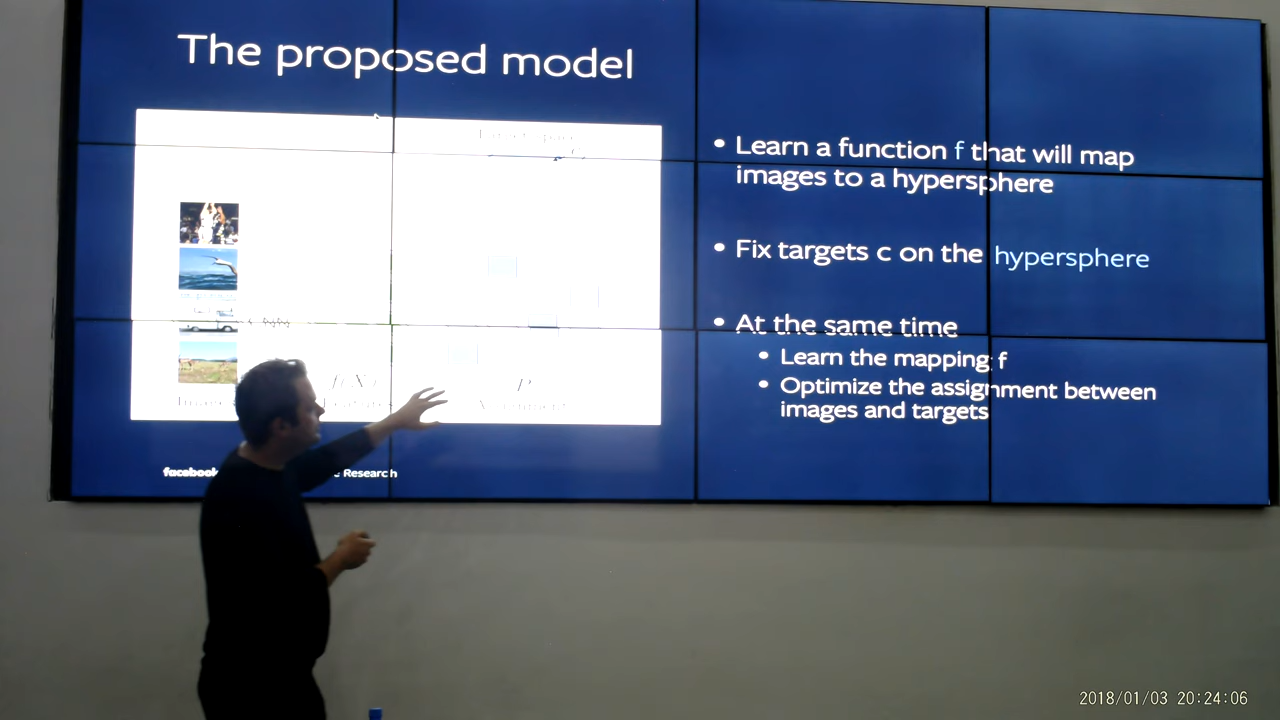 The proposed model
• Learn a function f that will map
images to a hypersphere
• Fix targets c on the hypersphere
• At the same time
• Learn the mapping f
• Optimize the assignment between
images and targets
f(X)
P
facebook
Research
2018/01/03 20:24:06